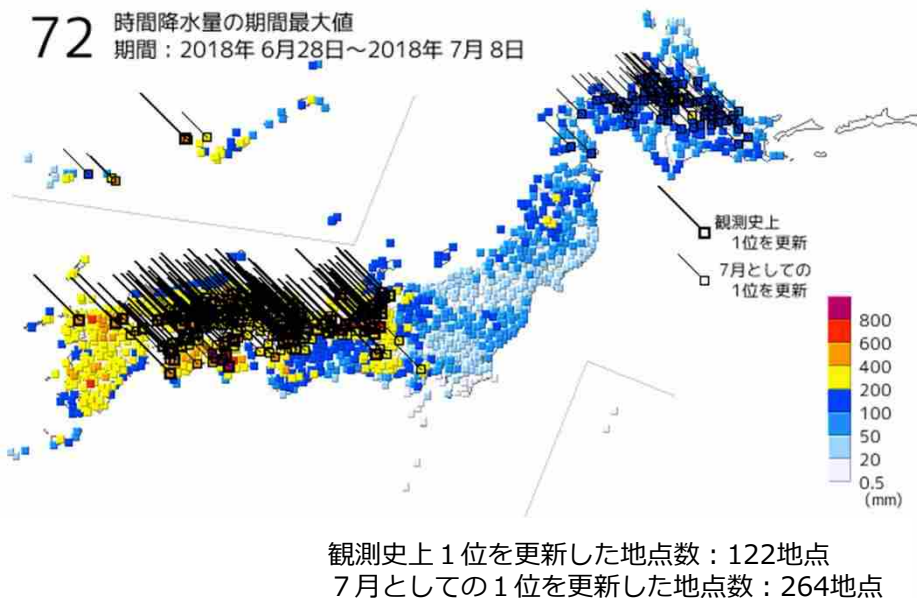 72 時間降水量の期間最大値
期間：2018年 6月28日～2018年 7月 8日
観測史上
1位を更新
7月としての
1位を更新
800
600
400
200
100
50
20
0.5
(mm)
観測史上１位を更新した地点数：122地点
７月としての１位を更新した地点数：264地点